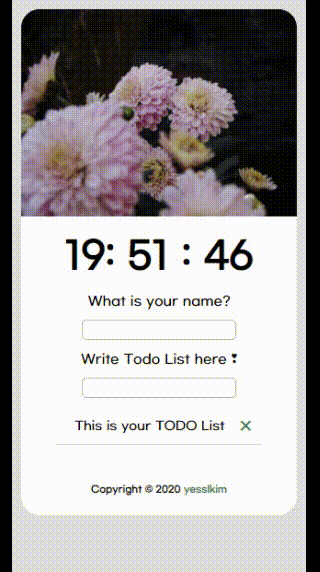 19: 51 : 46
What is your name?
Write Todo List here ❣
This is your TODO List ×
Copyright © 2020 yesslkim